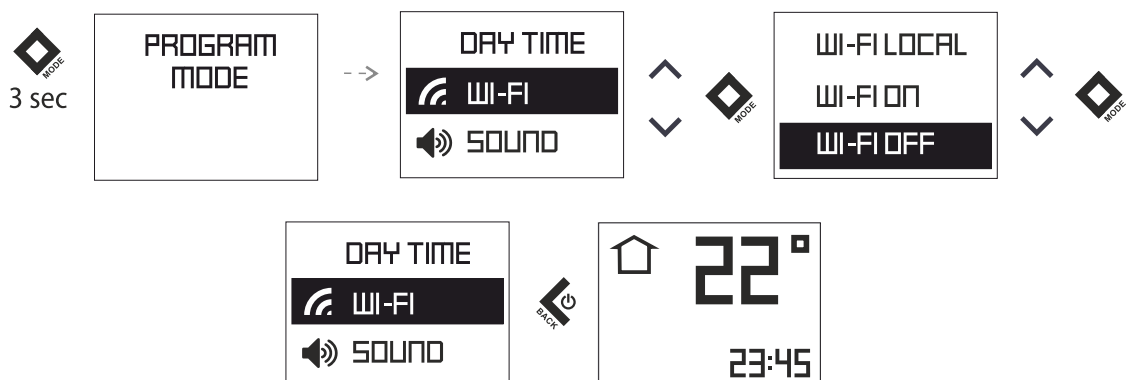 MODE
3 sec
PROGRAM
MODE
DAY TIME
WI-FI
SOUND
MODE
WI-FI LOCAL
WI-FI ON
WI-FI OFF
MODE
DAY TIME
WI-FI
SOUND
BACK
22°
23:45